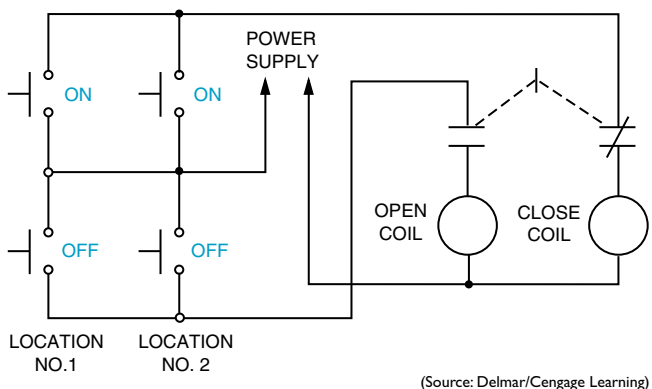 POWER
SUPPLY
ON
ON
OPEN
COIL
CLOSE
COIL
OFF
OFF
LOCATION
NO.1
LOCATION
NO. 2
(Source: Delmar/Cengage Learning)